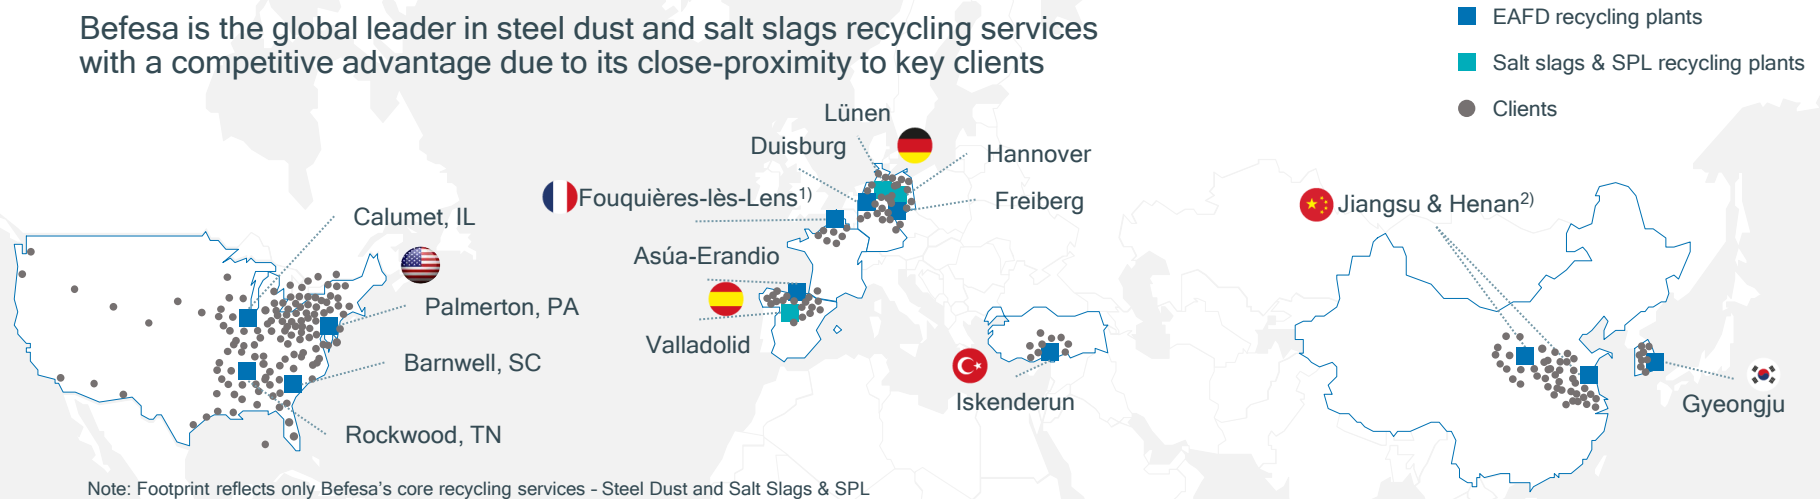 Befesa is the global leader in steel dust and salt slags recycling services
with a competitive advantage due to its close-proximity to key clients
EAFD recycling plants
Salt slags & SPL recycling plants
Clients
Calumet, IL
Palmerton, PA
Barnwell, SC
Rockwood, TN
Lünen
Duisburg
Hannover
Fouquières-lès-Lens1)
Freiberg
Asúa-Erandio
Valladolid
Iskenderun
Jiangsu & Henan2)
Gyeongju
Note: Footprint reflects only Befesa's core recycling services - Steel Dust and Salt Slags & SPL